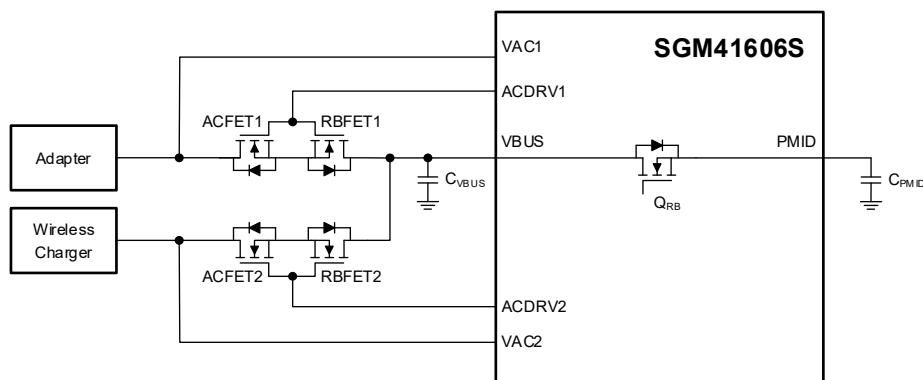 VAC1
SGM41606S
ACDRV1
ACFET1
RBFET1
Adapter
VBUS
PMID
CVBUS
CPMID
QRB
Wireless
Charger
ACFET2
RBFET2
ACDRV2
VAC2